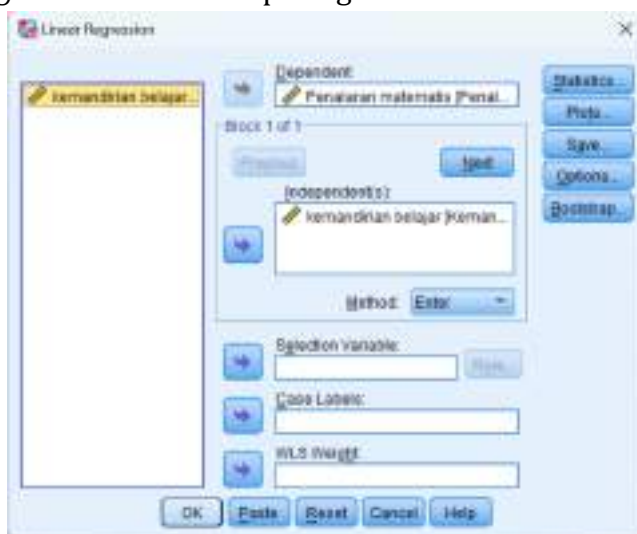 Linear Regression
kemandirian belajar...
Dependent:
Penalaran matematis [Penal...
Block 1 of 1
Previous
Next
Independent(s):
kemandirian belajar [Keman...
Method: Enter
Selection Variable:
Rule...
Case Labels:
WLS Weight:
Statistics...
Plots...
Save...
Options...
Bootstrap...
OK Paste Reset Cancel Help